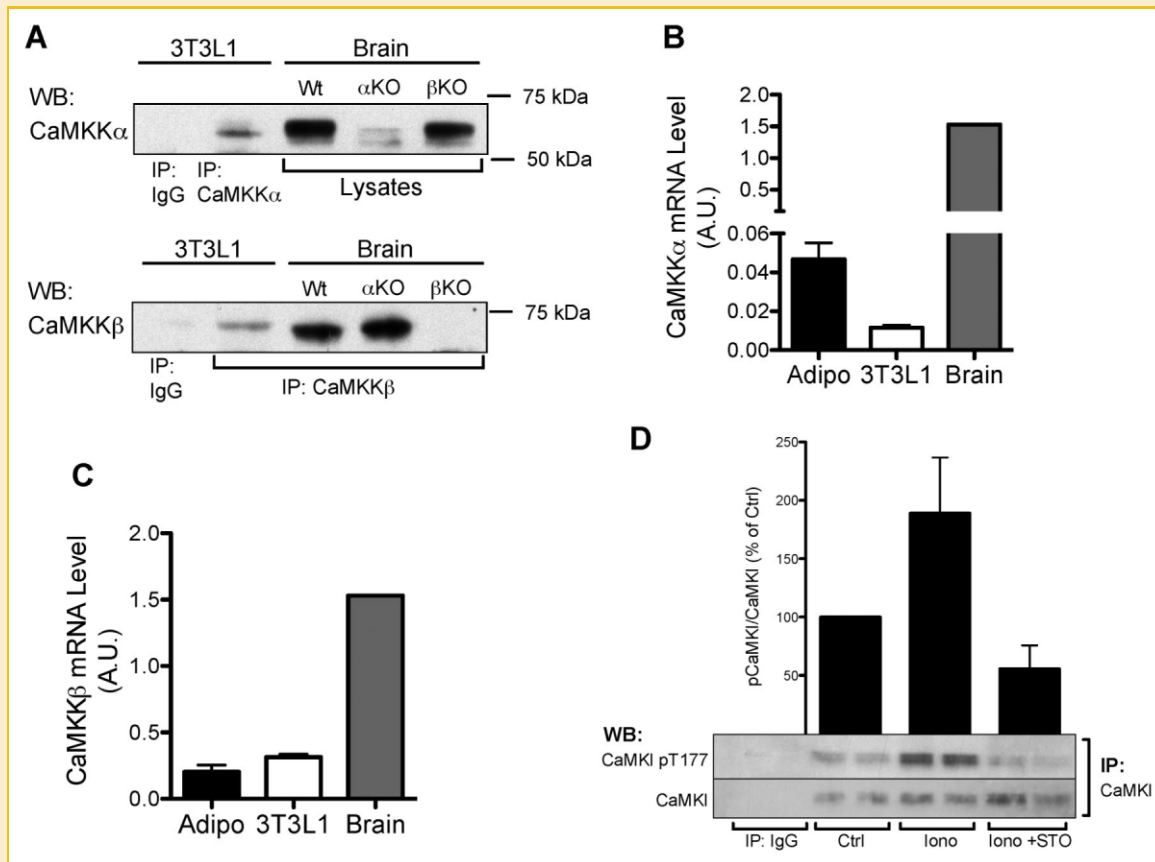 A
3T3L1 Brain
Wt αKO βKO
WB:
CaMKKα
75 kDa
50 kDa
IP: IP:
IgG CaMKKα
Lysates
3T3L1 Brain
Wt αKO βKO
WB:
CaMKKβ
75 kDa
IP:
IgG
IP: CaMKKβ
B
CaMKKα mRNA Level
(A.U.)
2.0
1.5
1.0
0.5
0.06
0.04
0.02
0.00
Adipo 3T3L1 Brain
C
CaMKKβ mRNA Level
(A.U.)
2.0
1.5
1.0
0.5
0.0
Adipo 3T3L1 Brain
D
pCaMKI/CaMKI (% of Ctrl)
250
200
150
100
50
WB:
CaMKI pT177
CaMKI
IP:
CaMKI
IP: IgG Ctrl Iono Iono +STO